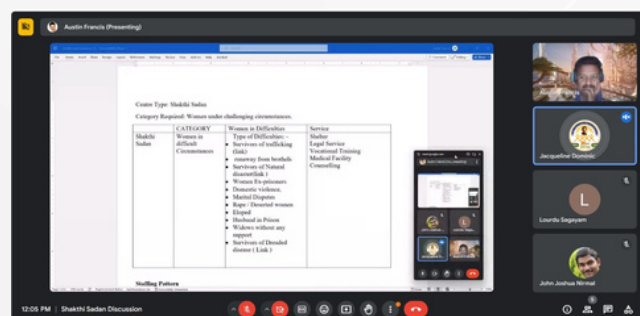 Austin Francis (Presenting)
Centre Type: Shakthi Sadan
Category Required: Women under challenging circumstances.
CATEGORY
Women in Difficulties
Service
Shakthi
Sadan
Women in
difficult
Circumstances
Type of Difficulties: -
Survivors of trafficking
(link)
runaway from brothels
Survivors of Natural
disaster(link )
Women Ex-prisoners
Domestic violence.
Marital Disputes
Rape / Deserted women
Eloped
Husband in Prison
Widows without any
support
Survivors of Dreaded
disease ( Link )
Shelter
Legal Service
Vocational Training
Medical Facility
Counselling
Staffing Pattern
Jacqueline Dominic
L
Lourdu Sagayam
John Joshua Nirmal
12:05 PM | Shakthi Sadan Discussion